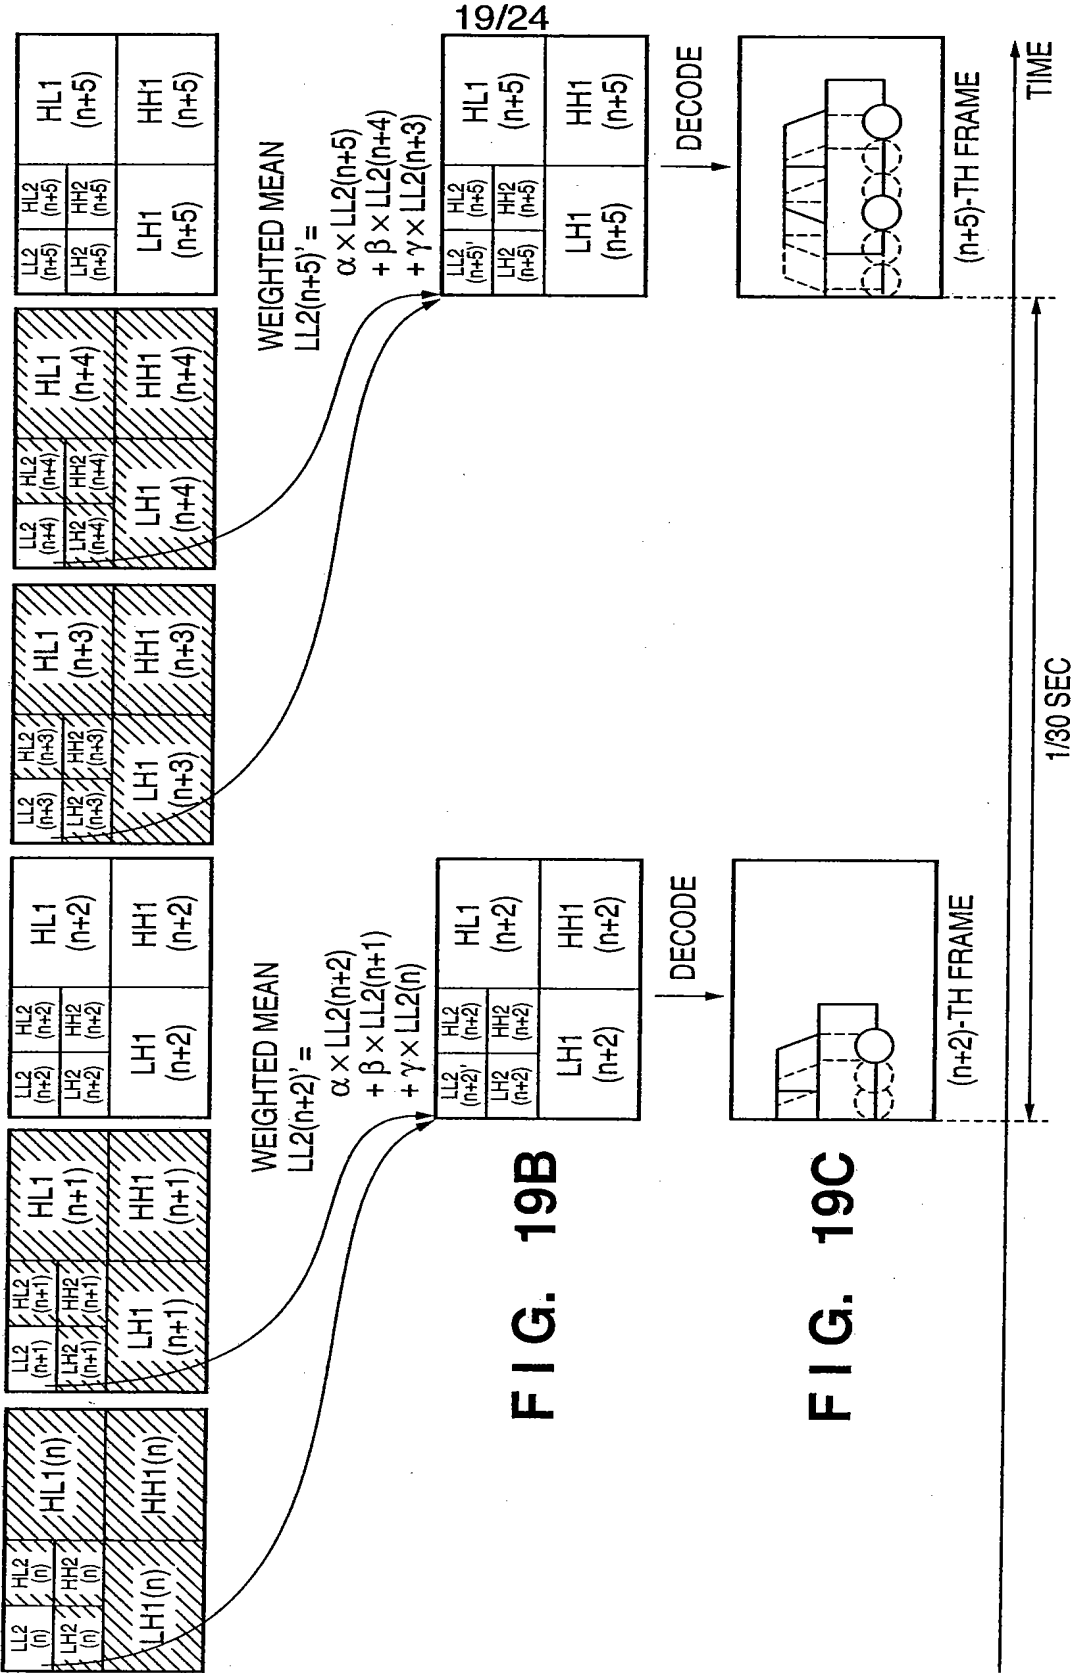 19/24
LL2
(n)
HL2
(n)
HL1(n)
LH2
(n)
HH2
(n)
LH1(n)
HH1(n)
LL2
(n+1)
HL2
(n+1)
HL1
(n+1)
LH2
(n+1)
HH2
(n+1)
LH1
(n+1)
HH1
(n+1)
LL2
(n+2)
HL2
(n+2)
HL1
(n+2)
LH2
(n+2)
HH2
(n+2)
LH1
(n+2)
HH1
(n+2)
LL2
(n+3)
HL2
(n+3)
HL1
(n+3)
LH2
(n+3)
HH2
(n+3)
LH1
(n+3)
HH1
(n+3)
LL2
(n+4)
HL2
(n+4)
HL1
(n+4)
LH2
(n+4)
HH2
(n+4)
LH1
(n+4)
HH1
(n+4)
LL2
(n+5)
HL2
(n+5)
HL1
(n+5)
LH2
(n+5)
HH2
(n+5)
LH1
(n+5)
HH1
(n+5)
WEIGHTED MEAN
LL2(n+2)' =
α × LL2(n+2)
+ β × LL2(n+1)
+ γ × LL2(n)
WEIGHTED MEAN
LL2(n+5)' =
α × LL2(n+5)
+ β × LL2(n+4)
+ γ × LL2(n+3)
FIG. 19B
LL2
(n+2)'
HL2
(n+2)
HL1
(n+2)
LH2
(n+2)
HH2
(n+2)
LH1
(n+2)
HH1
(n+2)
LL2
(n+5)'
HL2
(n+5)
HL1
(n+5)
LH2
(n+5)
HH2
(n+5)
LH1
(n+5)
HH1
(n+5)
DECODE
DECODE
FIG. 19C
(n+2)-TH FRAME
(n+5)-TH FRAME
TIME
1/30 SEC